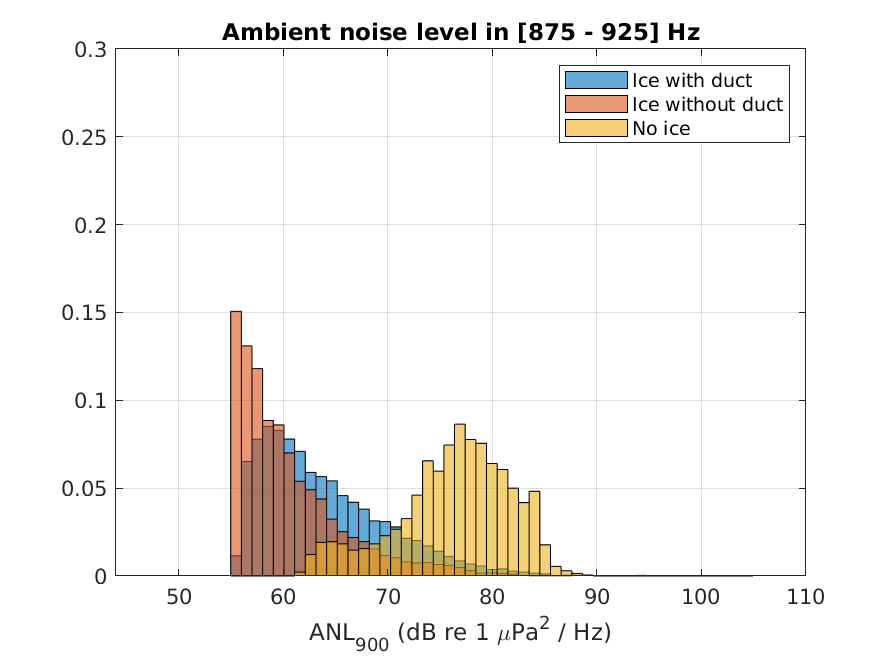 Ambient noise level in [875 - 925] Hz
0.3
0.25
0.2
0.15
0.1
0.05
0
Ice with duct
Ice without duct
No ice
50 60 70 80 90 100 110
ANL900 (dB re 1 μPa2 / Hz)